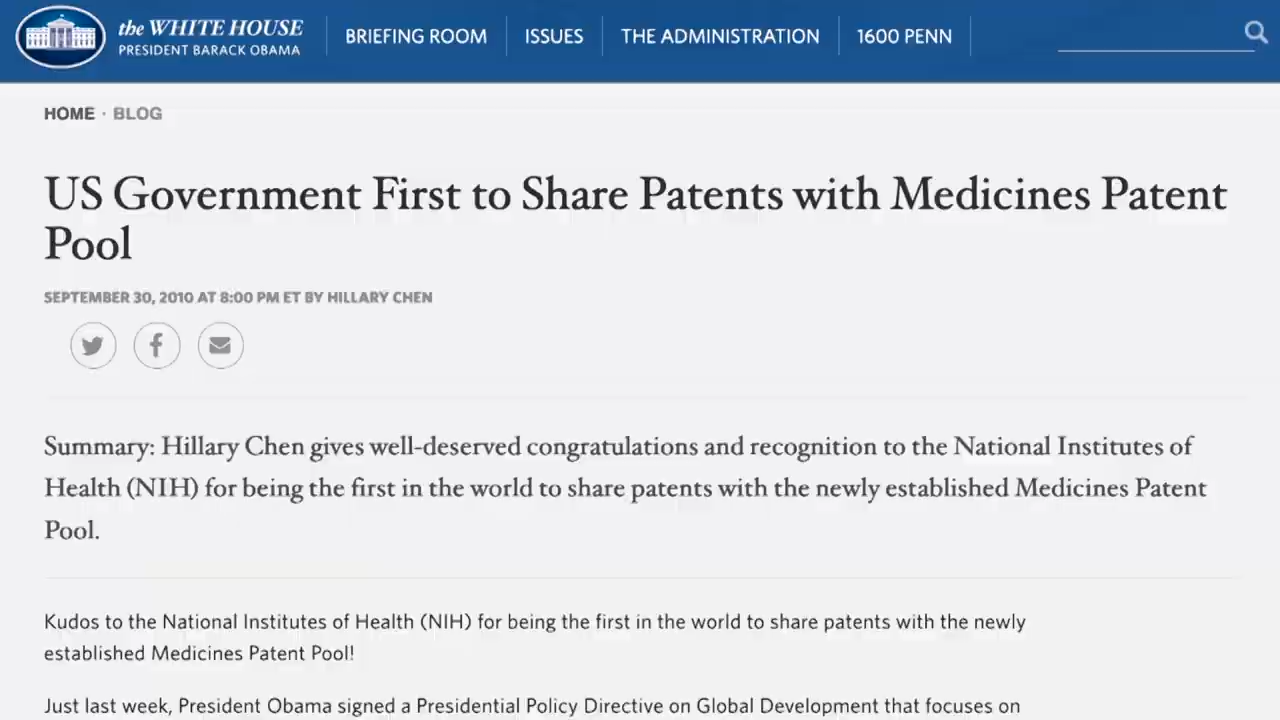 the WHITE HOUSE
PRESIDENT BARACK OBAMA
BRIEFING ROOM
ISSUES
THE ADMINISTRATION
1600 PENN
HOME · BLOG
US Government First to Share Patents with Medicines Patent
Pool
SEPTEMBER 30, 2010 AT 8:00 PM ET BY HILLARY CHEN
Summary: Hillary Chen gives well-deserved congratulations and recognition to the National Institutes of
Health (NIH) for being the first in the world to share patents with the newly established Medicines Patent
Pool.
Kudos to the National Institutes of Health (NIH) for being the first in the world to share patents with the newly
established Medicines Patent Pool!
Just last week, President Obama signed a Presidential Policy Directive on Global Development that focuses on